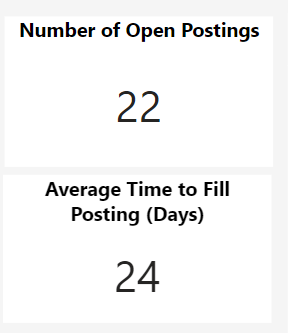 Number of Open Postings
22
Average Time to Fill
Posting (Days)
24